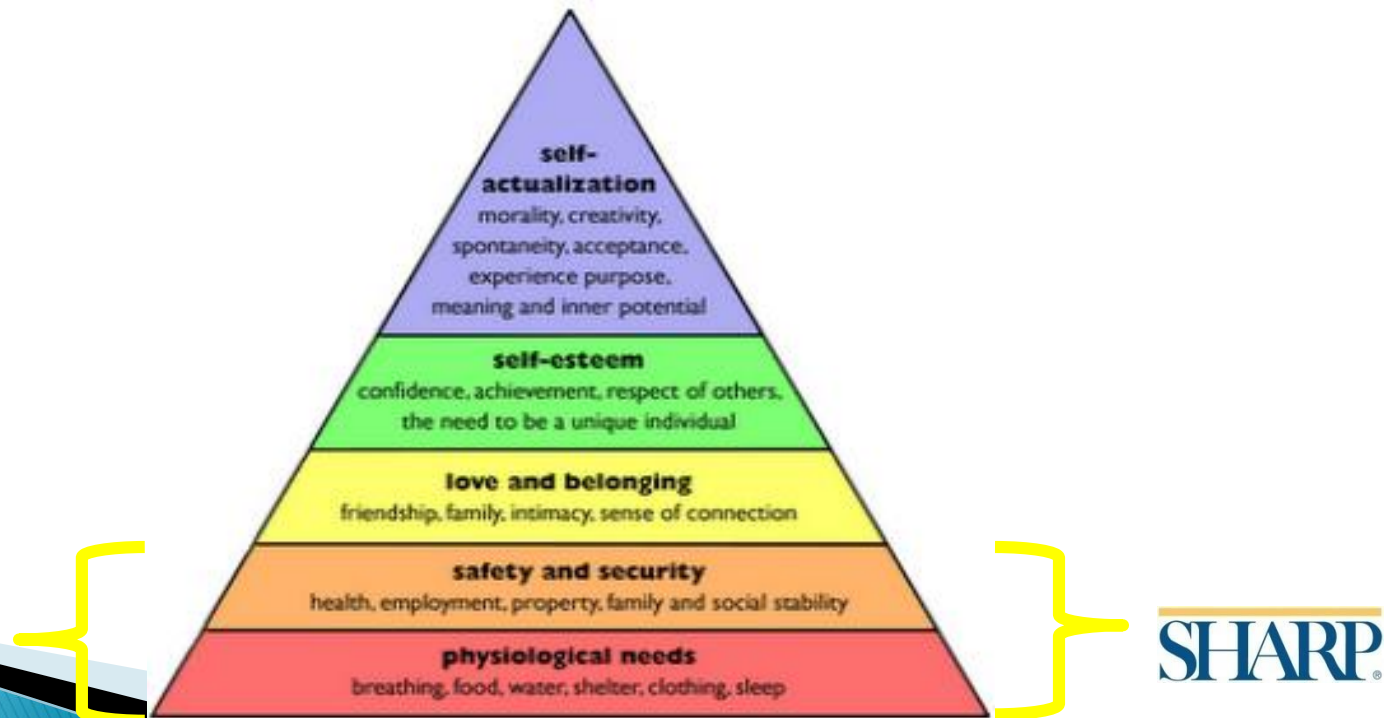 self-
actualization
morality, creativity,
spontaneity, acceptance,
experience purpose,
meaning and inner potential
self-esteem
confidence, achievement, respect of others,
the need to be a unique individual
love and belonging
friendship, family, intimacy, sense of connection
safety and security
health, employment, property, family and social stability
physiological needs
breathing, food, water, shelter, clothing, sleep
SHARP®